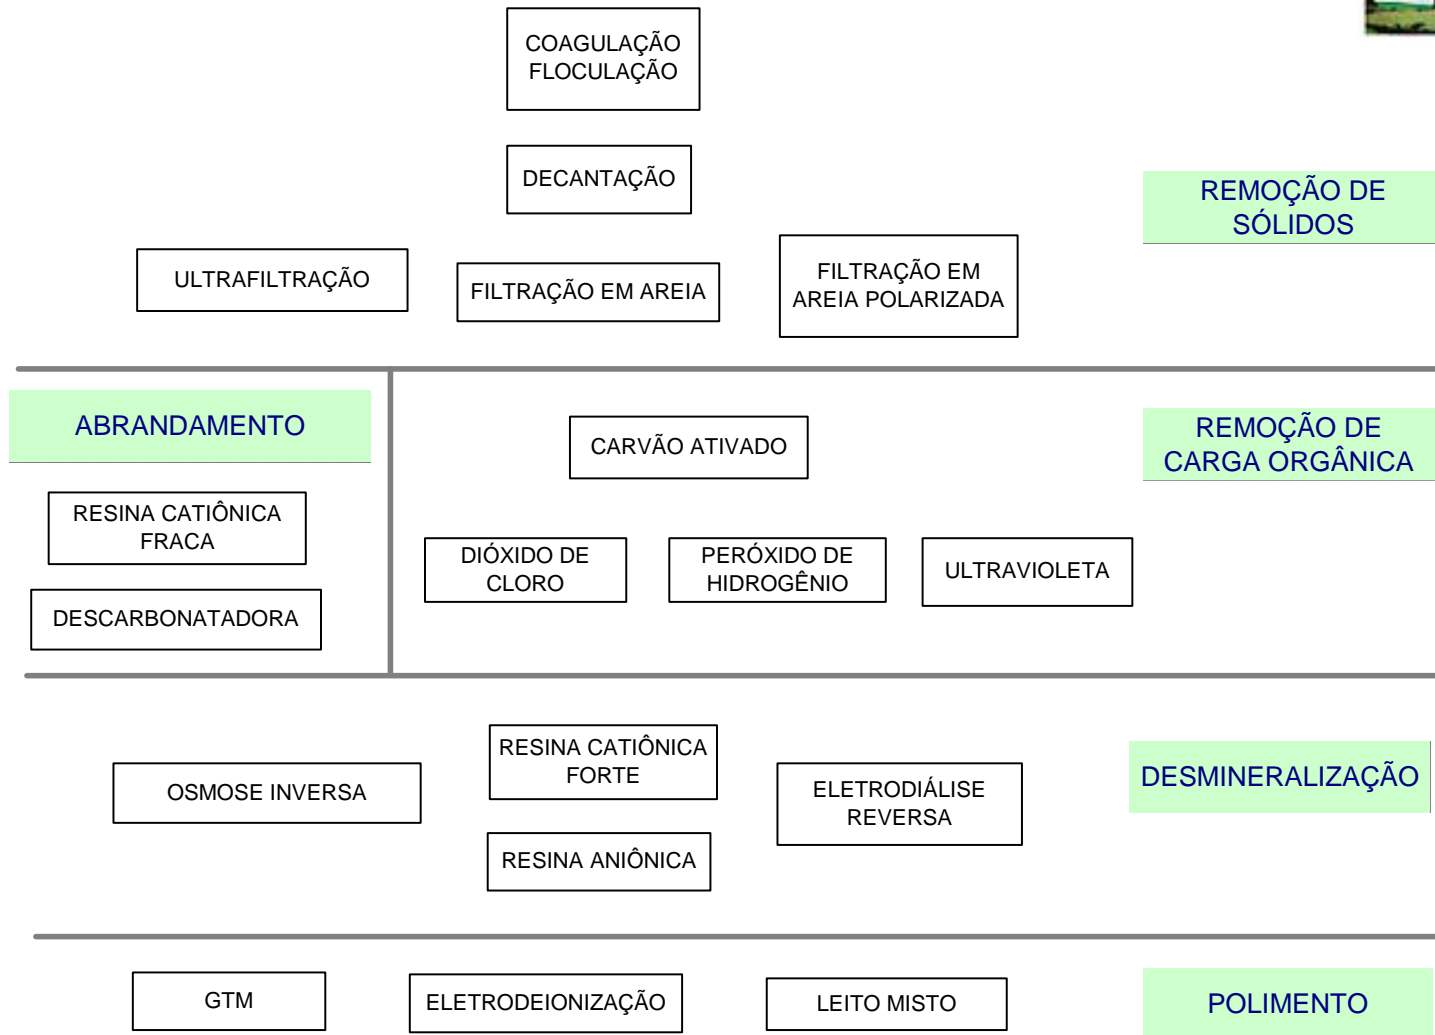 COAGULAÇÃO
FLOCULAÇÃO
DECANTAÇÃO
REMOÇÃO DE
SÓLIDOS
ULTRAFILTRAÇÃO
FILTRAÇÃO EM AREIA
FILTRAÇÃO EM
AREIA POLARIZADA
ABRANDAMENTO
RESINA CATIÔNICA
FRACA
DESCARBONATADORA
CARVÃO ATIVADO
REMOÇÃO DE
CARGA ORGÂNICA
DIÓXIDO DE
CLORO
PERÓXIDO DE
HIDROGÊNIO
ULTRAVIOLETA
OSMOSE INVERSA
RESINA CATIÔNICA
FORTE
RESINA ANIÔNICA
ELETRODIÁLISE
REVERSA
DESMINERALIZAÇÃO
GTM
ELETRODEIONIZAÇÃO
LEITO MISTO
POLIMENTO